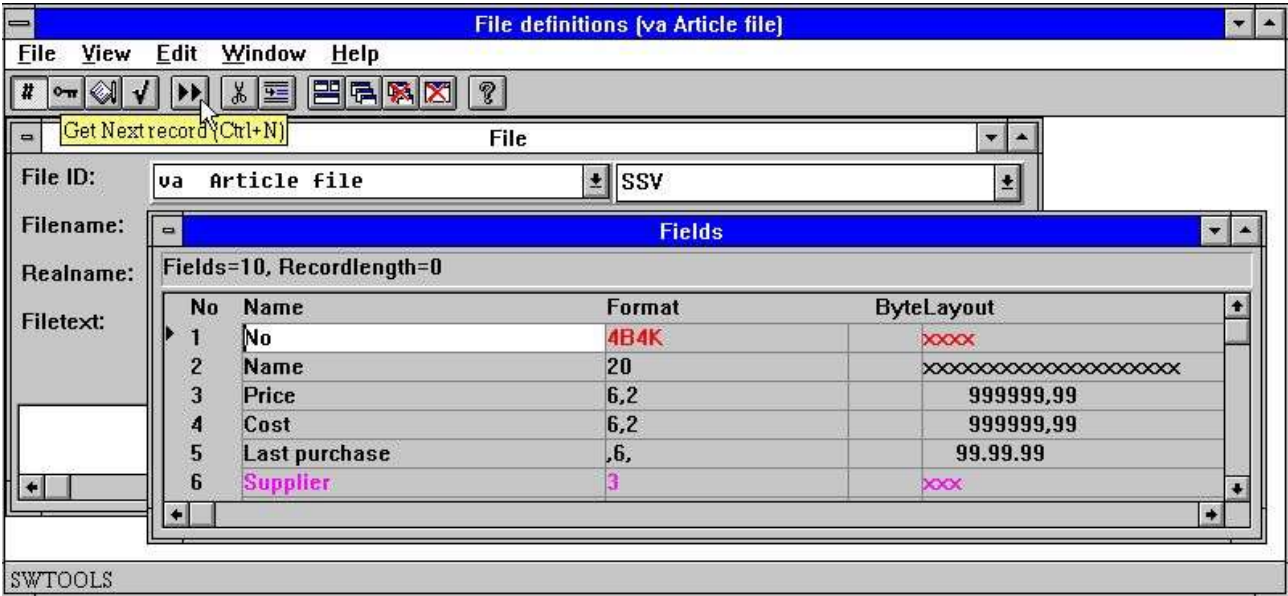 File definitions (va Article file)
File View Edit Window Help
#
Get Next record (Ctrl+N)
File
File ID: va Article file SSV
Filename:
Realname:
Filetext:
Fields
Fields=10, Recordlength=0
No Name Format ByteLayout
1 No 4B4K xxxx
2 Name 20 xxxxxxxxxxxxxxxxxxxx
3 Price 6,2 999999,99
4 Cost 6,2 999999,99
5 Last purchase ,6, 99.99.99
6 Supplier 3 xxx
SWTOOLS